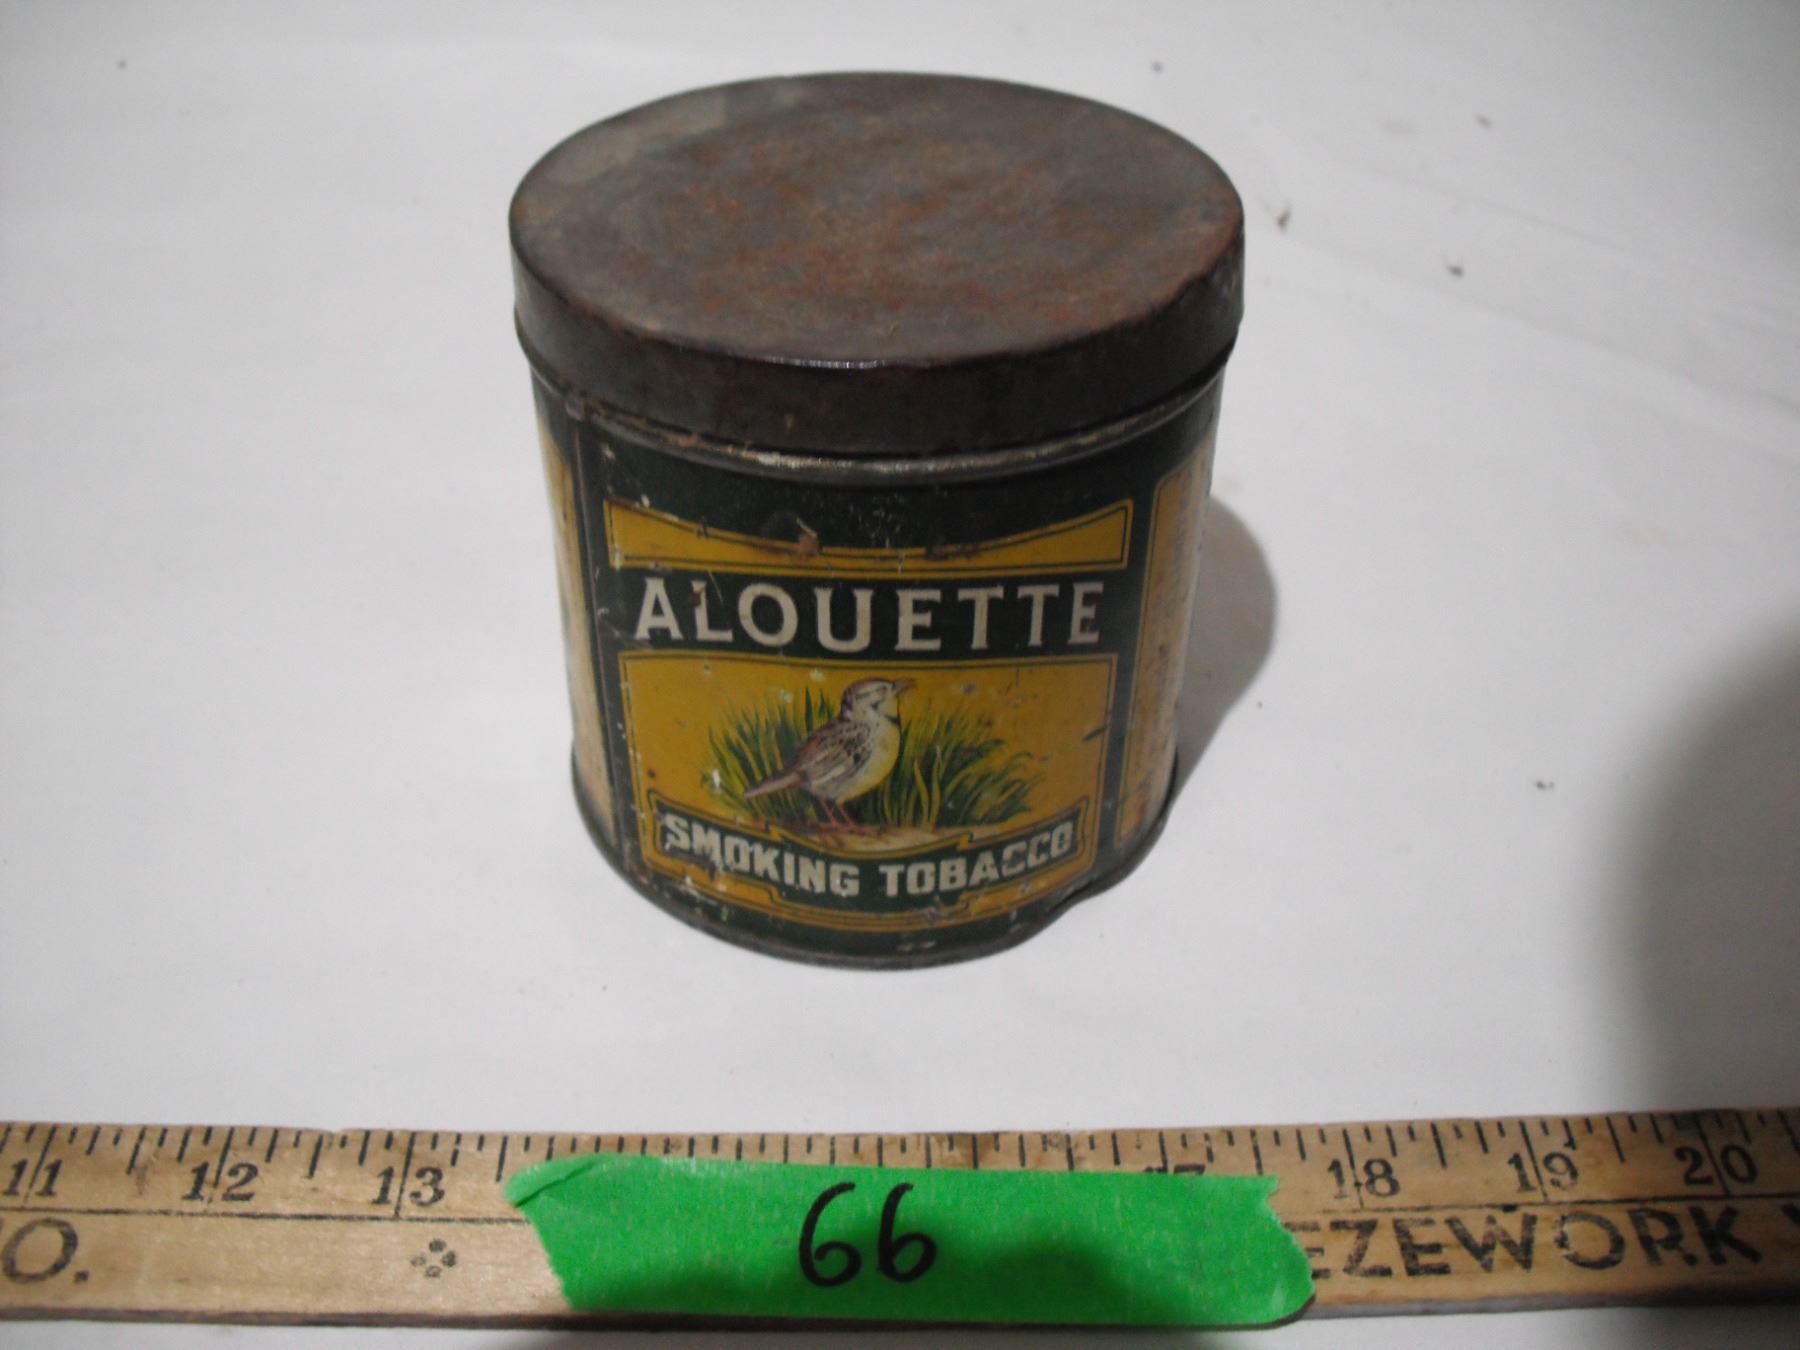 ALOUETTE
SMOKING TOBACCO
11 12 13 17 18 19 20
O. EZEWORK
66